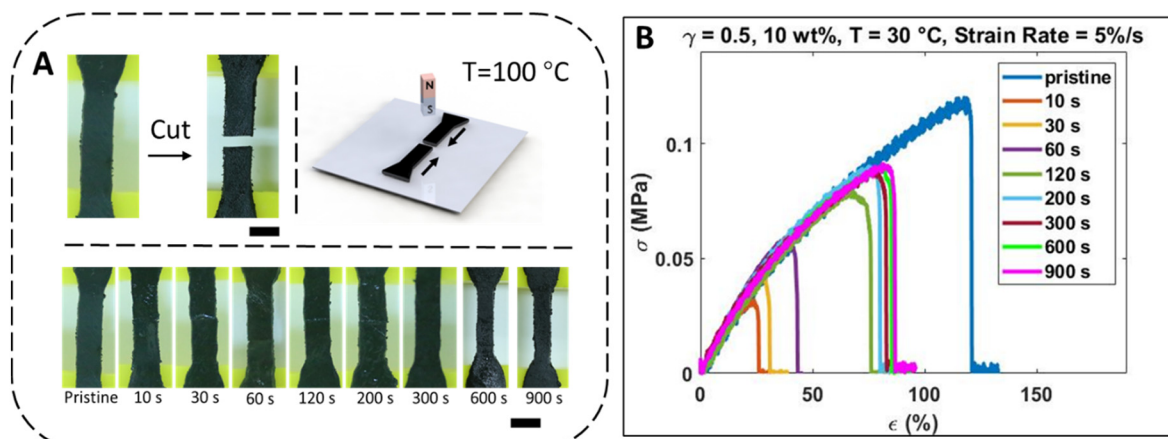 A
Cut
N
S
T=100 °C
Pristine 10 s 30 s 60 s 120 s 200 s 300 s 600 s 900 s
B
γ = 0.5, 10 wt%, T = 30 °C, Strain Rate = 5%/s
pristine
10 s
30 s
60 s
120 s
200 s
300 s
600 s
900 s
0.1
0.05
0
σ (MPa)
0 50 100 150
ϵ (%)